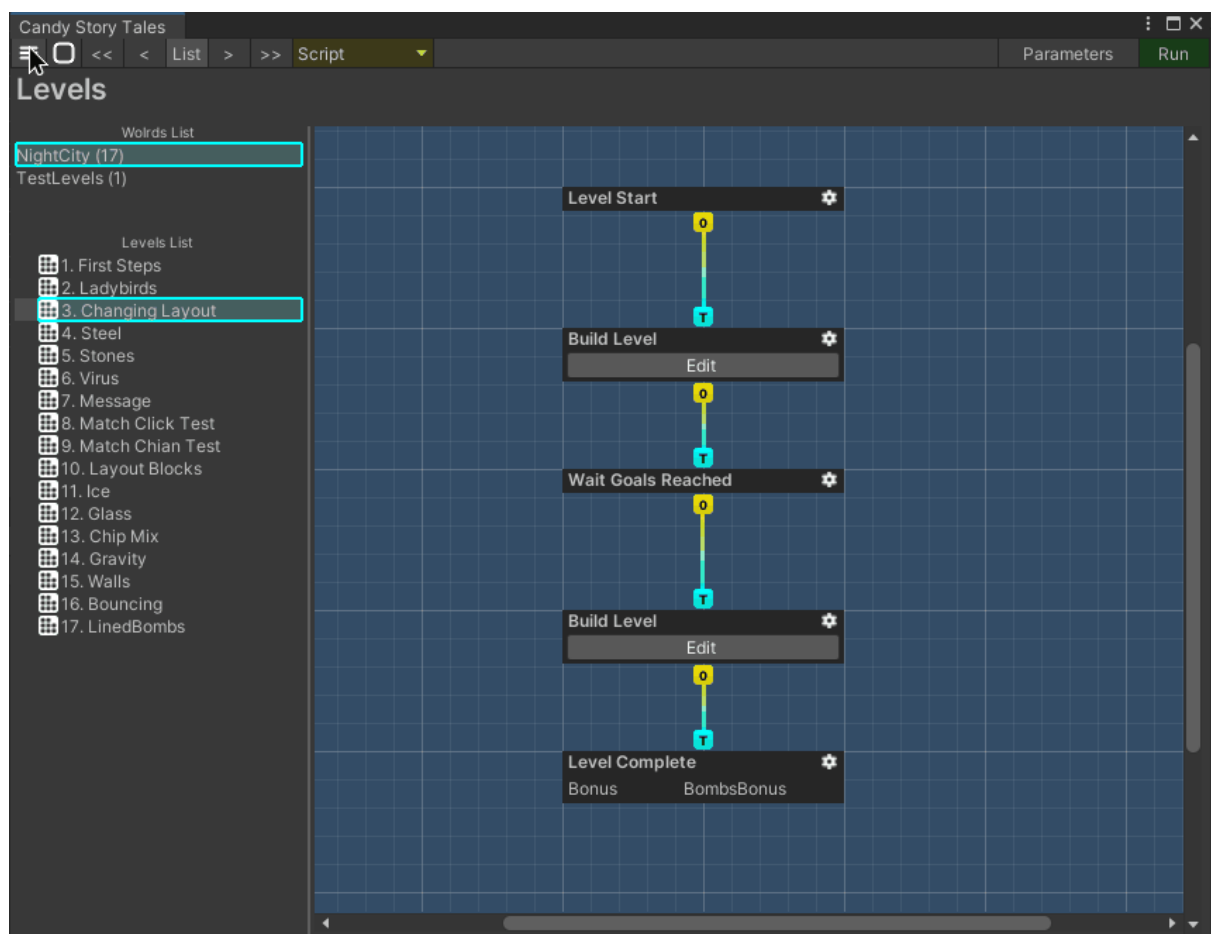 Candy Story Tales
<< < List > >> Script Parameters Run
Levels
Wolrds List
NightCity (17)
TestLevels (1)
Levels List
1. First Steps
2. Ladybirds
3. Changing Layout
4. Steel
5. Stones
6. Virus
7. Message
8. Match Click Test
9. Match Chian Test
10. Layout Blocks
11. Ice
12. Glass
13. Chip Mix
14. Gravity
15. Walls
16. Bouncing
17. LinedBombs
Level Start
O
T
Build Level
Edit
O
T
Wait Goals Reached
O
T
Build Level
Edit
O
T
Level Complete
Bonus BombsBonus